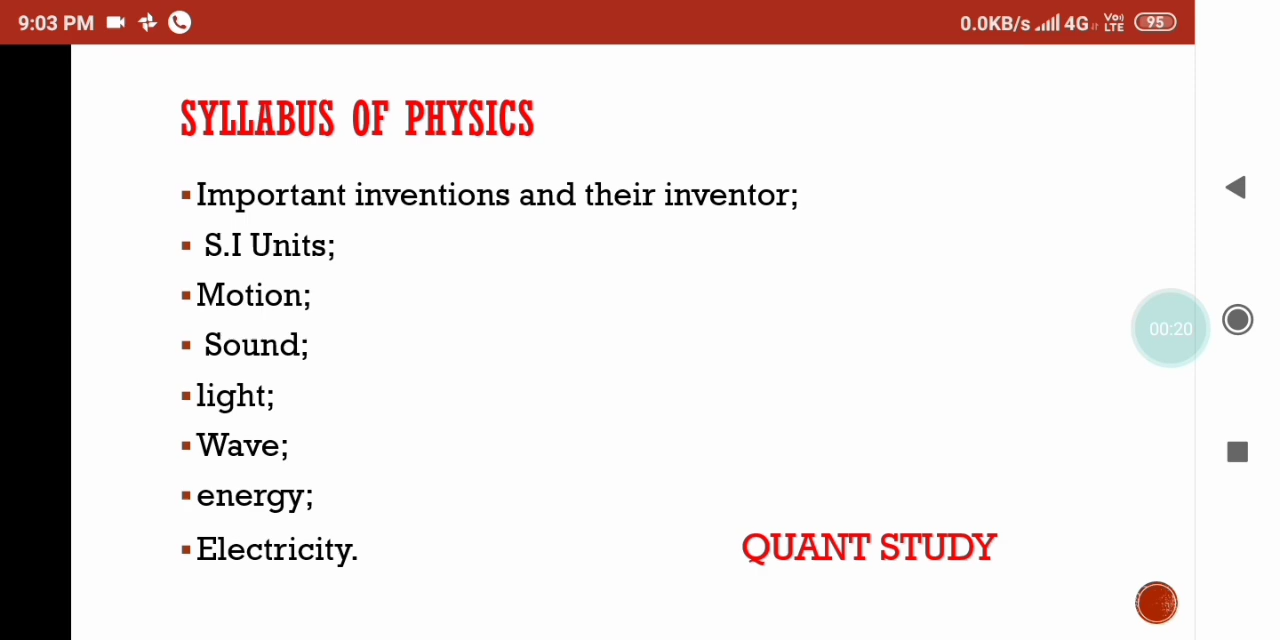 9:03 PM
0.0KB/s 4G Vo) LTE 95
SYLLABUS OF PHYSICS
▪Important inventions and their inventor;
▪ S.I Units;
▪Motion;
▪ Sound;
▪light;
▪Wave;
▪energy;
▪Electricity.
QUANT STUDY
00:20